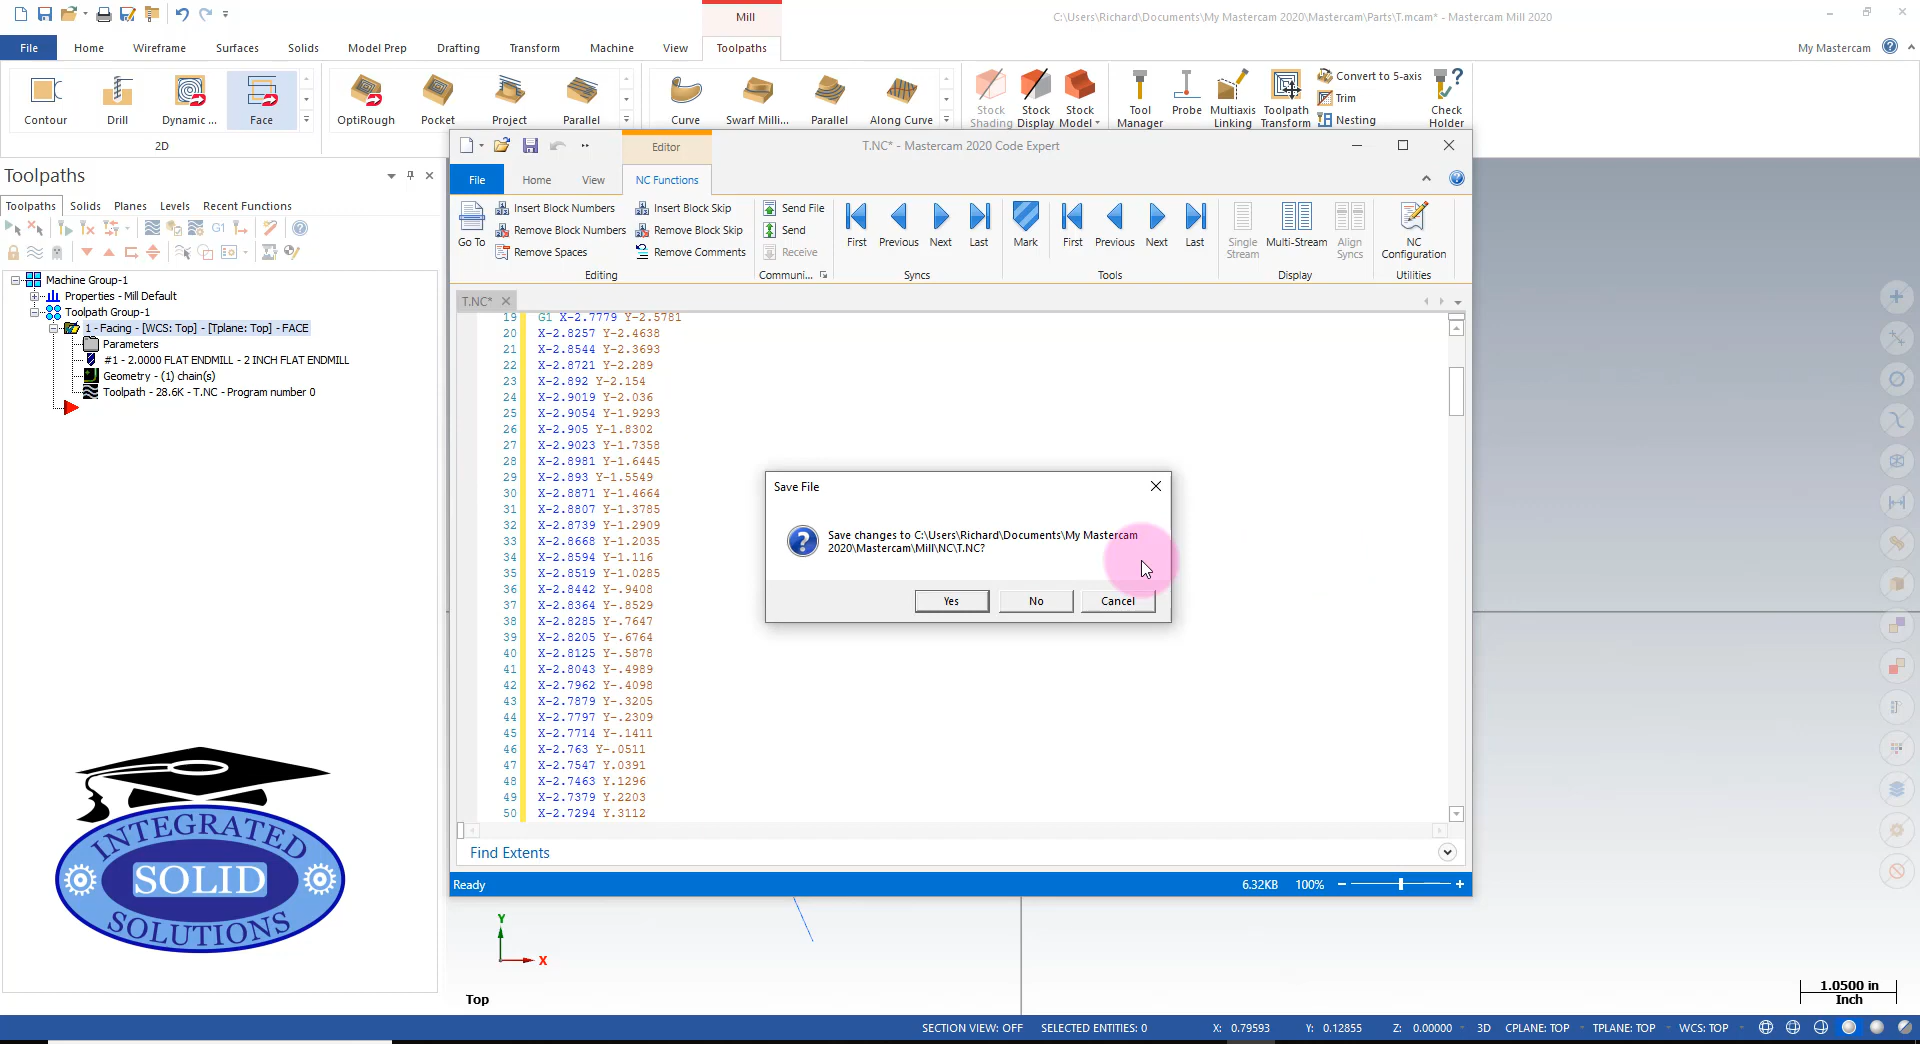 Mill
C:\Users\Richard\Documents\My Mastercam 2020\Mastercam\Parts\T.mcam* - Mastercam Mill 2020
File
Home
Wireframe
Surfaces
Solids
Model Prep
Drafting
Transform
Machine
View
Toolpaths
My Mastercam
Contour
Drill
Dynamic ...
Face
OptiRough
Pocket
Project
Parallel
Curve
Swarf Milli...
Parallel
Along Curve
Stock
Shading
Stock
Display
Stock
Model
Tool
Manager
Probe
Multiaxis
Linking
Toolpath
Transform
Convert to 5-axis
Trim
Nesting
Check
Holder
2D
Toolpaths
Toolpaths
Solids
Planes
Levels
Recent Functions
G1
Machine Group-1
Properties - Mill Default
Toolpath Group-1
1 - Facing - [WCS: Top] - [Tplane: Top] - FACE
Parameters
#1 - 2.0000 FLAT ENDMILL - 2 INCH FLAT ENDMILL
Geometry - (1) chain(s)
Toolpath - 28.6K - T.NC - Program number 0
INTEGRATED
SOLID
SOLUTIONS
Editor
T.NC* - Mastercam 2020 Code Expert
File
Home
View
NC Functions
Go To
Insert Block Numbers
Remove Block Numbers
Remove Spaces
Insert Block Skip
Remove Block Skip
Remove Comments
Editing
Send File
Send
Receive
Communi...
First
Previous
Next
Last
Syncs
Mark
First
Previous
Next
Last
Tools
Single
Stream
Multi-Stream
Align
Syncs
Display
NC
Configuration
Utilities
T.NC*
19 G1 X-2.7779 Y-2.5781
20 X-2.8257 Y-2.4638
21 X-2.8544 Y-2.3693
22 X-2.8721 Y-2.289
23 X-2.892 Y-2.154
24 X-2.9019 Y-2.036
25 X-2.9054 Y-1.9293
26 X-2.905 Y-1.8302
27 X-2.9023 Y-1.7358
28 X-2.8981 Y-1.6445
29 X-2.893 Y-1.5549
30 X-2.8871 Y-1.4664
31 X-2.8807 Y-1.3785
32 X-2.8739 Y-1.2909
33 X-2.8668 Y-1.2035
34 X-2.8594 Y-1.116
35 X-2.8519 Y-1.0285
36 X-2.8442 Y-.9408
37 X-2.8364 Y-.8529
38 X-2.8285 Y-.7647
39 X-2.8205 Y-.6764
40 X-2.8125 Y-.5878
41 X-2.8043 Y-.4989
42 X-2.7962 Y-.4098
43 X-2.7879 Y-.3205
44 X-2.7797 Y-.2309
45 X-2.7714 Y-.1411
46 X-2.763 Y-.0511
47 X-2.7547 Y.0391
48 X-2.7463 Y.1296
49 X-2.7379 Y.2203
50 X-2.7294 Y.3112
Save File
Save changes to C:\Users\Richard\Documents\My Mastercam
2020\Mastercam\Mill\NC\T.NC?
Yes
No
Cancel
Find Extents
Ready
6.32KB
100%
Y
X
Top
1.0500 in
Inch
SECTION VIEW: OFF
SELECTED ENTITIES: 0
X: 0.79593
Y: 0.12855
Z: 0.00000
3D
CPLANE: TOP
TPLANE: TOP
WCS: TOP